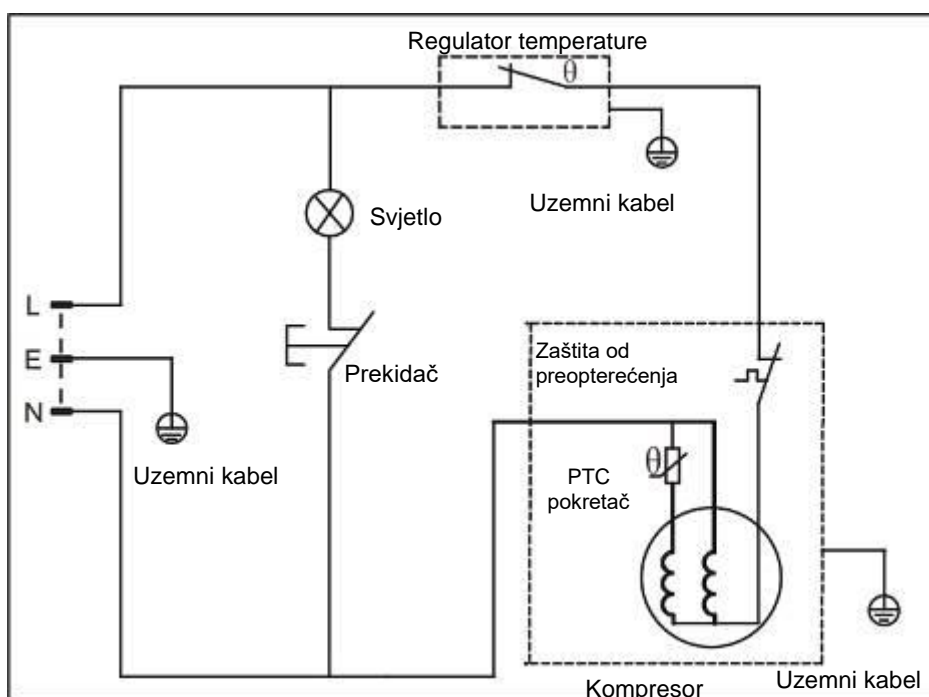 Regulator temperature
θ
Uzemni kabel
Svjetlo
L
E
N
Prekidač
Uzemni kabel
Zaštita od
preopterećenja
θ
PTC
pokretač
Kompresor
Uzemni kabel